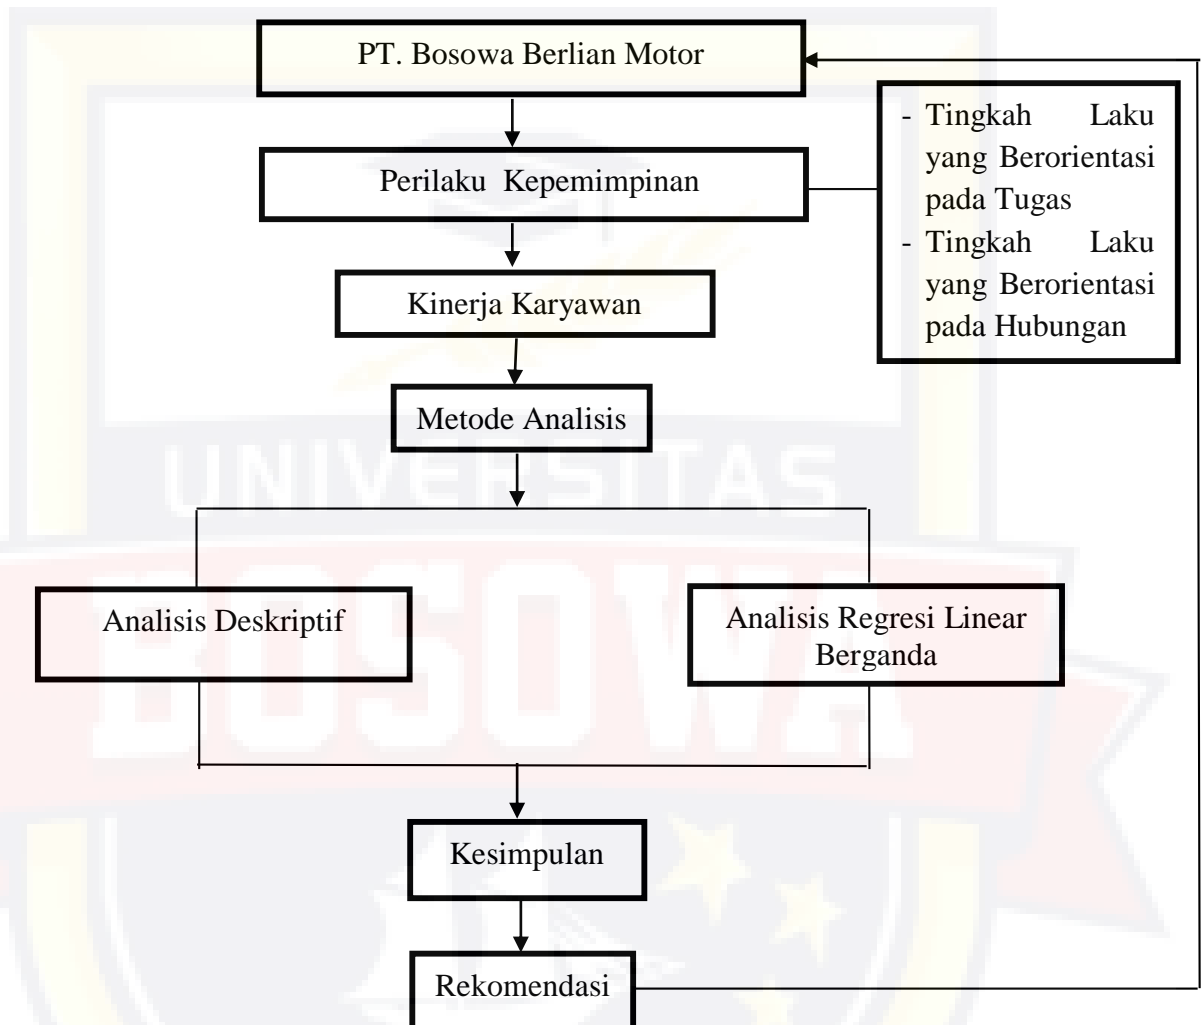 PT. Bosowa Berlian Motor
Perilaku Kepemimpinan
- Tingkah Laku
yang Berorientasi
pada Tugas
- Tingkah Laku
yang Berorientasi
pada Hubungan
Kinerja Karyawan
Metode Analisis
UNIVERSITAS
BOSOWA
Analisis Deskriptif
Analisis Regresi Linear
Berganda
Kesimpulan
Rekomendasi